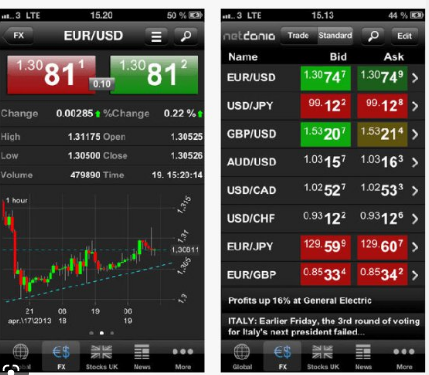 3 LTE 15.20 50 %
FX EUR/USD
1.30 81 1 0.10 1.30 81 2
Change 0.00285 %Change 0.22 %
High 1.31175 Open 1.30525
Low 1.30500 Close 1.30526
Volume 479890 Time 19. 15:20:14
1 hour
1,315
1,31
1,30811
1,305
1,3
21 08 19 00
apr.\17\2013 18 19
Global FX Stocks UK News More
3 LTE 15.13 44 %
netdania Trade Standard Edit
Name Bid Ask
EUR/USD 1.30 74 7 1.30 74 9
USD/JPY 99. 12 2 99. 12 8
GBP/USD 1.53 20 7 1.53 21 4
AUD/USD 1.03 15 7 1.03 16 3
USD/CAD 1.02 52 7 1.02 53 3
USD/CHF 0.93 12 2 0.93 12 6
EUR/JPY 129. 59 9 129. 60 7
EUR/GBP 0.85 33 4 0.85 34 2
Profits up 16% at General Electric
ITALY: Earlier Friday, the 3rd round of voting
for Italy's next president failed...
Global FX Stocks UK News More